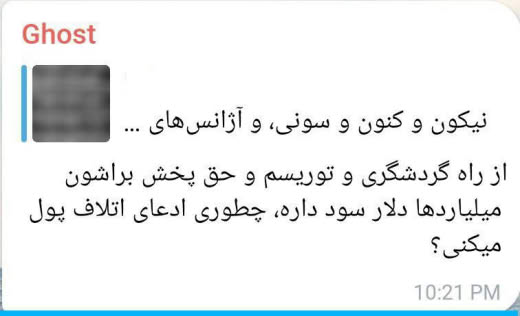 Ghost
نیکون و کنون و سونی، و آژانس‌های ...
از راه گردشگری و توریسم و حق پخش براشون
میلیاردها دلار سود داره، چطوری ادعای اتلاف پول
میکنی؟
10:21 PM